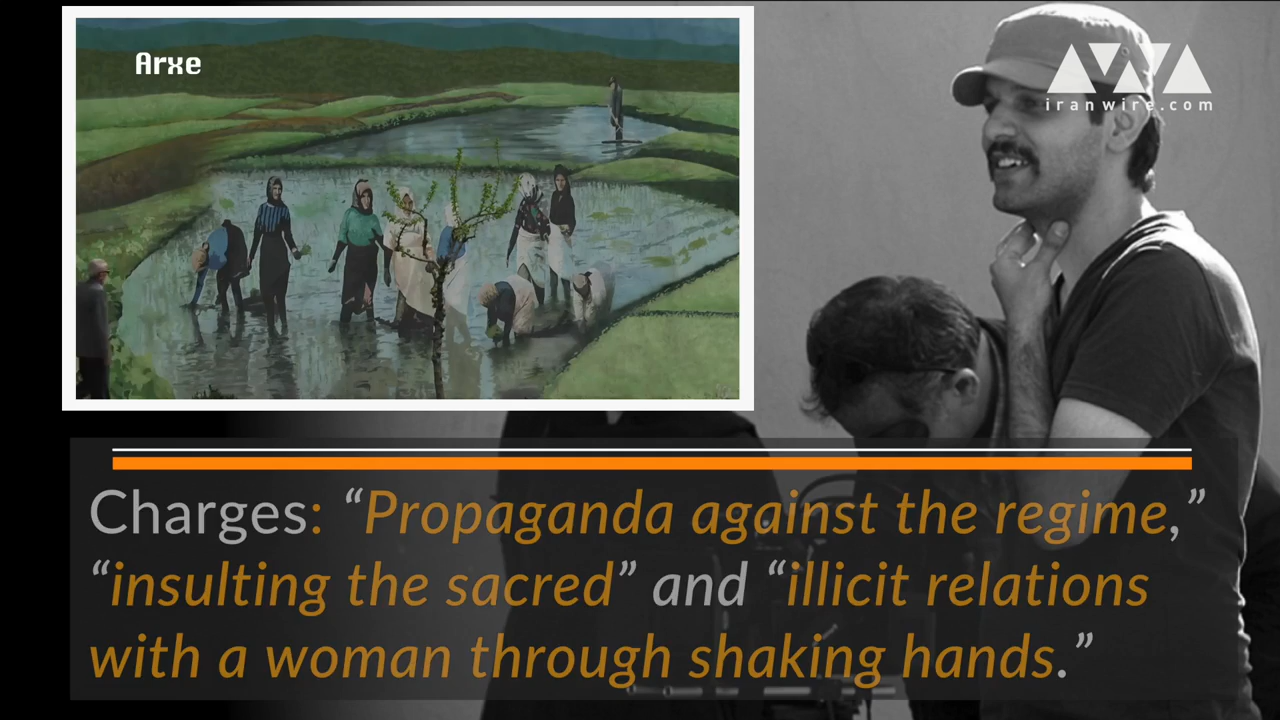 Arxe
iranwire.com
Charges: “Propaganda against the regime,”
“insulting the sacred” and “illicit relations
with a woman through shaking hands.”